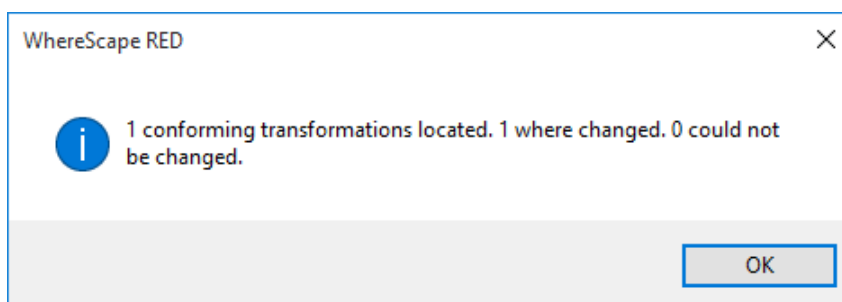 WhereScape RED
1 conforming transformations located. 1 where changed. 0 could not
be changed.
OK